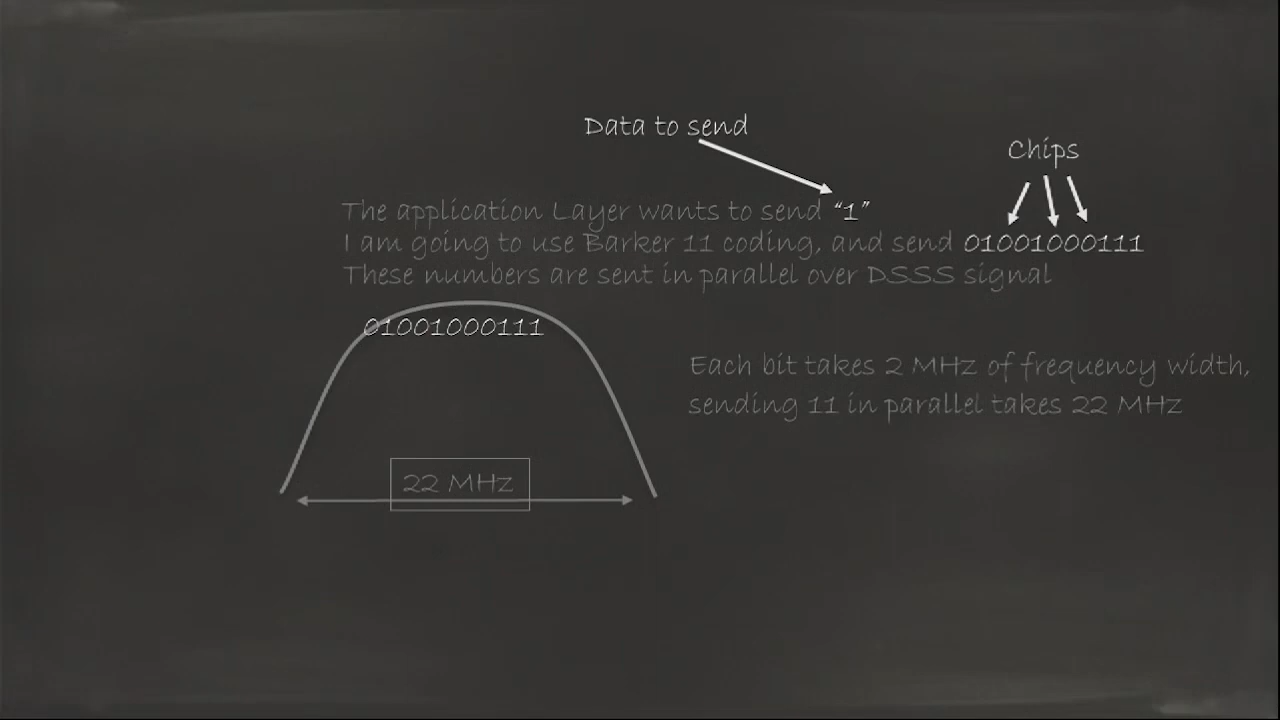 Data to send
Chips
The application Layer wants to send “1”
I am going to use Barker 11 coding, and send 01001000111
These numbers are sent in parallel over DSSS signal
01001000111
Each bit takes 2 MHz of frequency width,
sending 11 in parallel takes 22 MHz
22 MHz